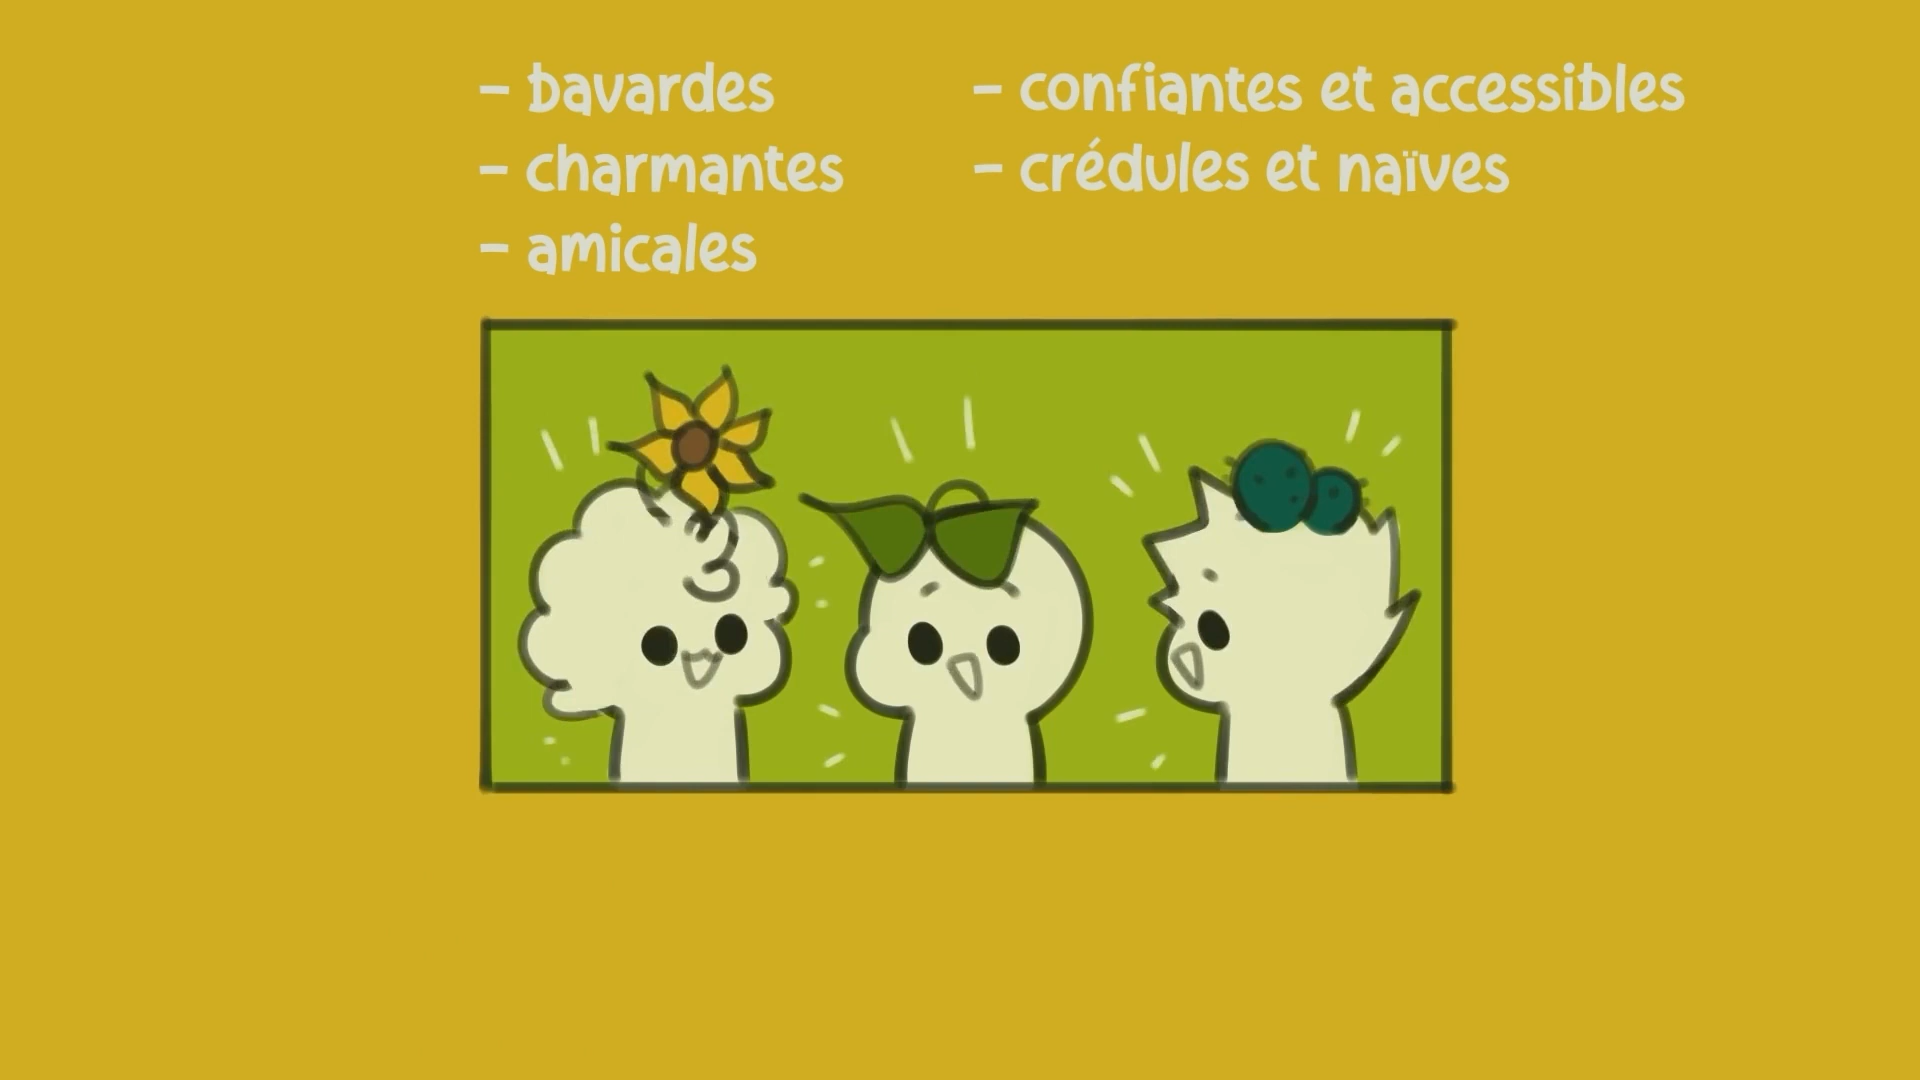 - bavardes
- charmantes
- amicales
- confiantes et accessibles
- crédules et naïves